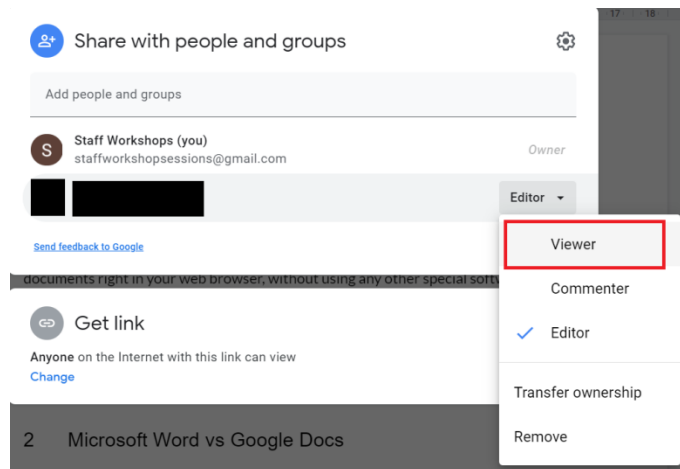 17 18
Share with people and groups
Add people and groups
S
Staff Workshops (you)
Owner
staffworkshopsessions@gmail.com
Editor
Send feedback to Google
Viewer
documents right in your web browser, without using any other special
Commenter
Get link
Editor
Anyone on the Internet with this link can view
Change
Transfer ownership
2 Microsoft Word vs Google Docs
Remove